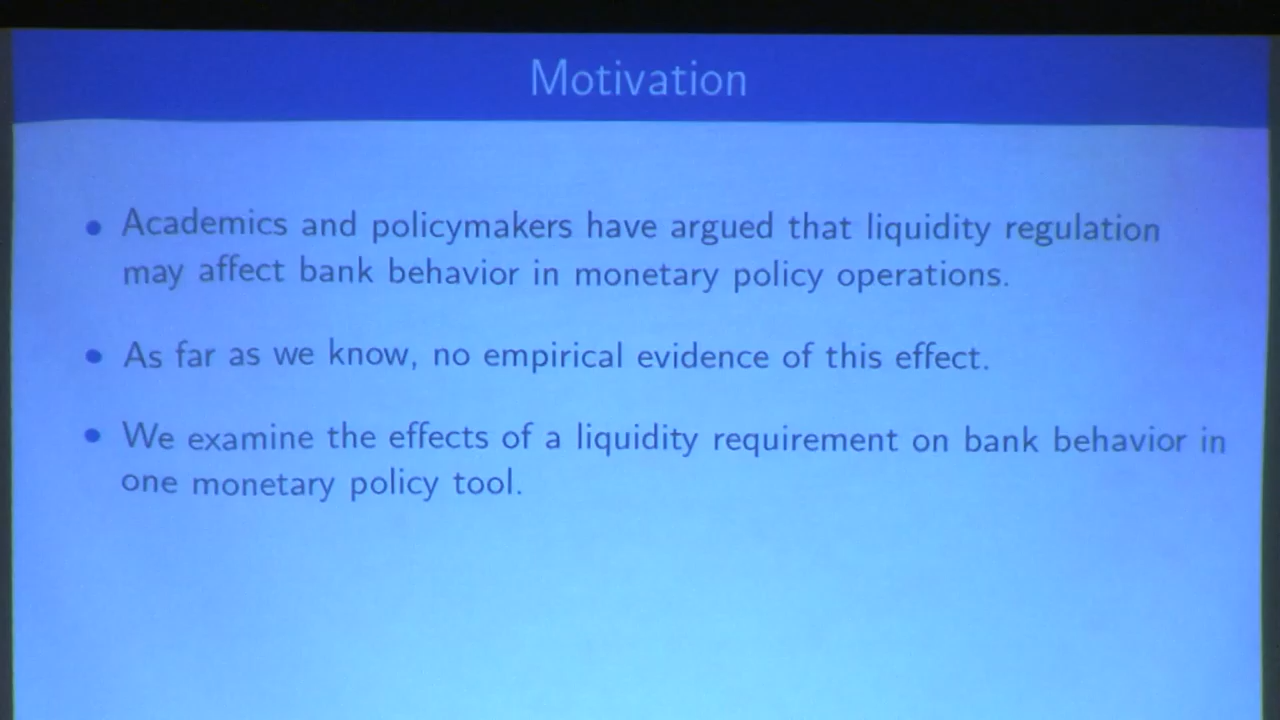 Motivation
• Academics and policymakers have argued that liquidity regulation
may affect bank behavior in monetary policy operations.
• As far as we know, no empirical evidence of this effect.
• We examine the effects of a liquidity requirement on bank behavior in
one monetary policy tool.